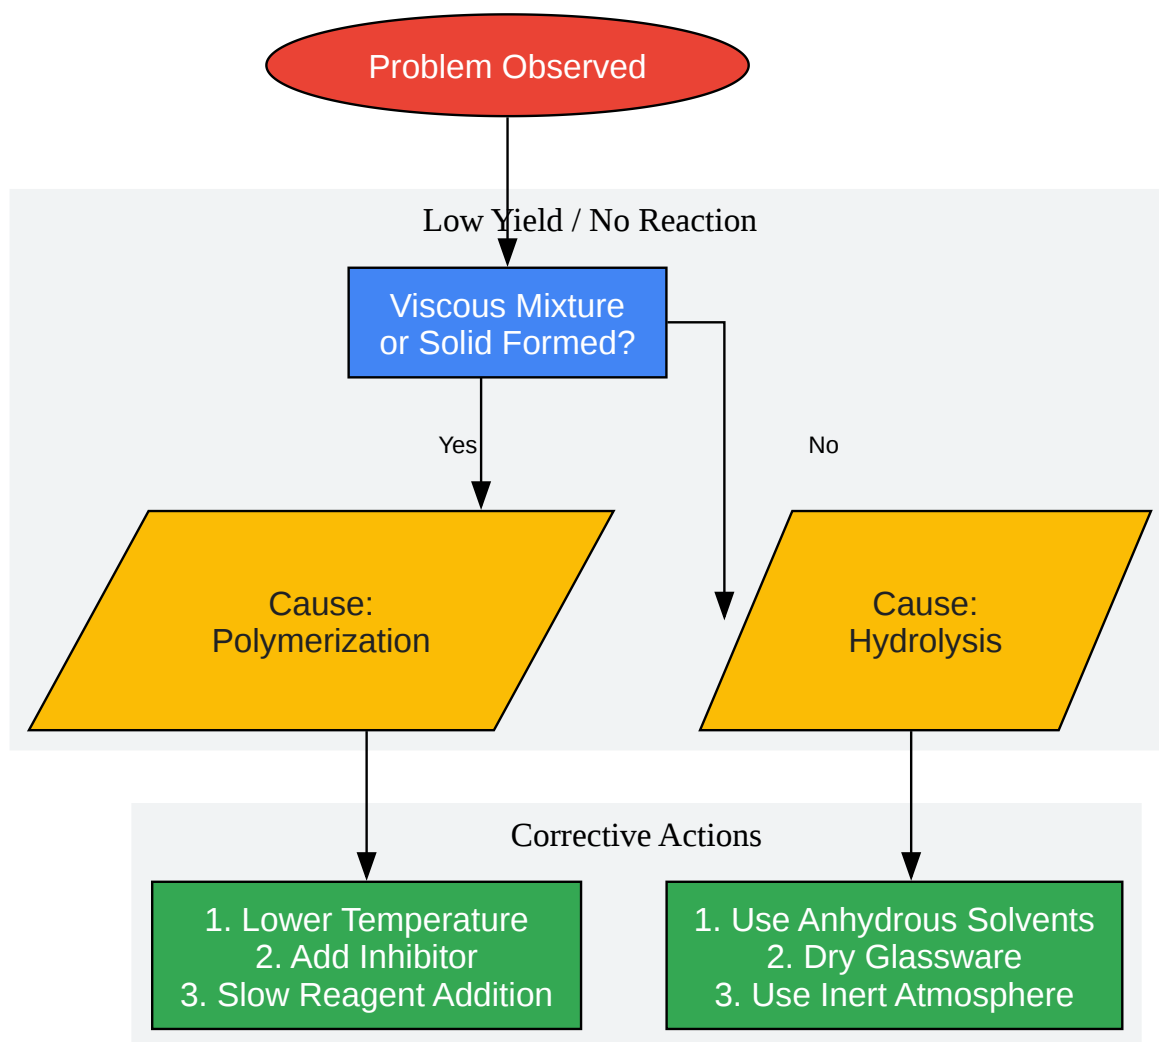 Problem Observed
Low Yield / No Reaction
Viscous Mixture
or Solid Formed?
Yes
No
Cause:
Polymerization
Cause:
Hydrolysis
Corrective Actions
1. Lower Temperature
2. Add Inhibitor
3. Slow Reagent Addition
1. Use Anhydrous Solvents
2. Dry Glassware
3. Use Inert Atmosphere